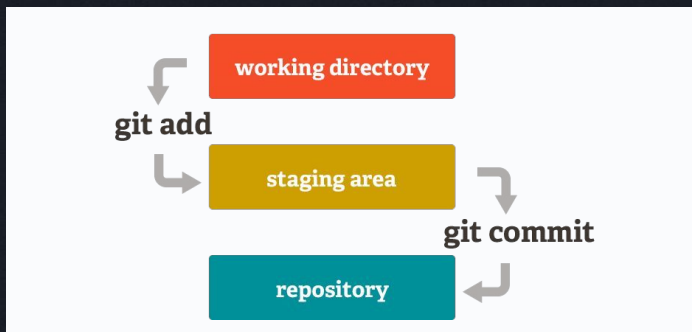 working directory
git add
staging area
git commit
repository